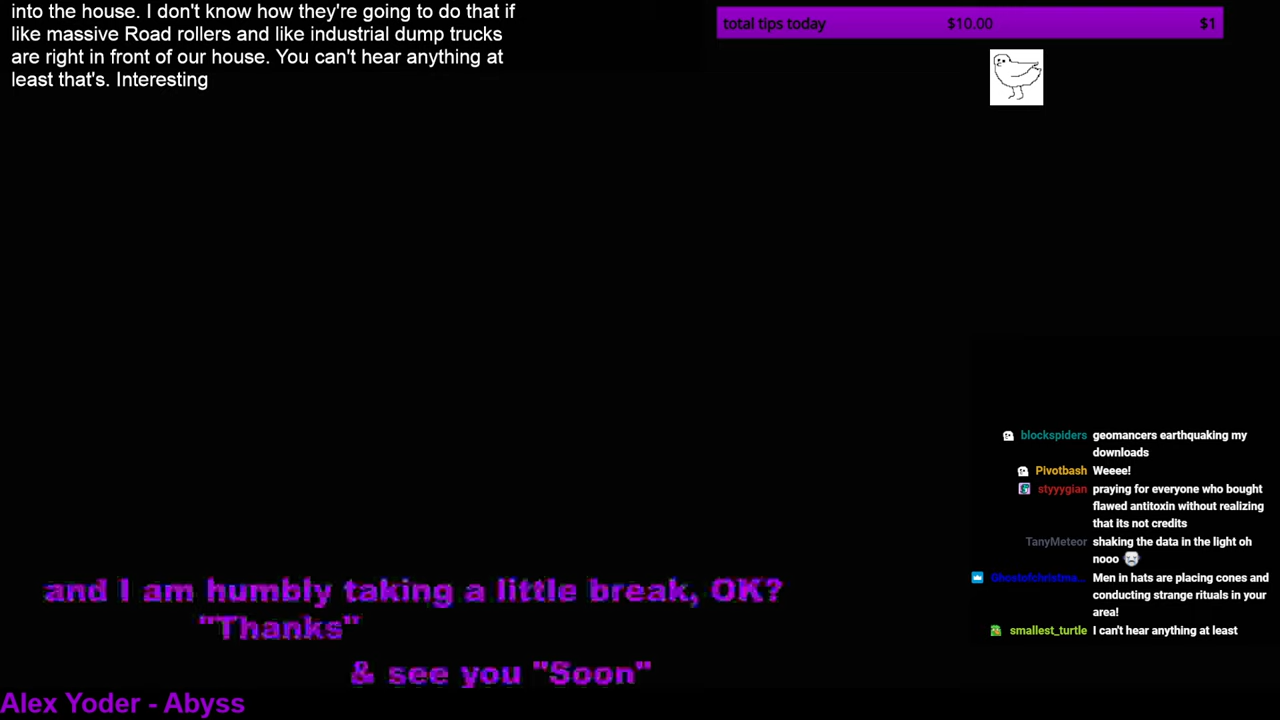 into the house. I don't know how they're going to do that if
like massive Road rollers and like industrial dump trucks
are right in front of our house. You can't hear anything at
least that's. Interesting
total tips today $10.00 $1
blockspiders geomancers earthquaking my
downloads
Pivotbash Weeee!
styyygian praying for everyone who bought
flawed antitoxin without realizing
that its not credits
TanyMeteor shaking the data in the light oh
nooo
Ghostofchristma... Men in hats are placing cones and
conducting strange rituals in your
area!
smallest_turtle I can't hear anything at least
and I am humbly taking a little break, OK?
"Thanks"
& see you "Soon"
Alex Yoder - Abyss